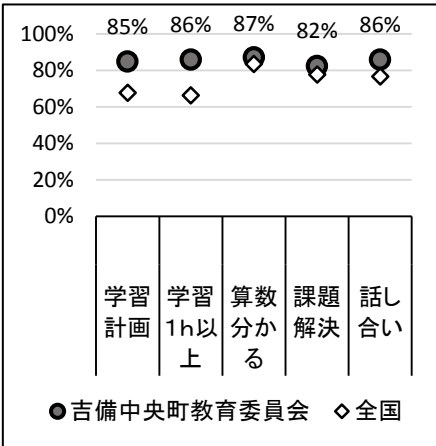 100%
80%
60%
40%
20%
0%
85% 86% 87% 82% 86%
学習計画
学習1h以上
算数分かる
課題解決
話し合い
吉備中央町教育委員会 全国